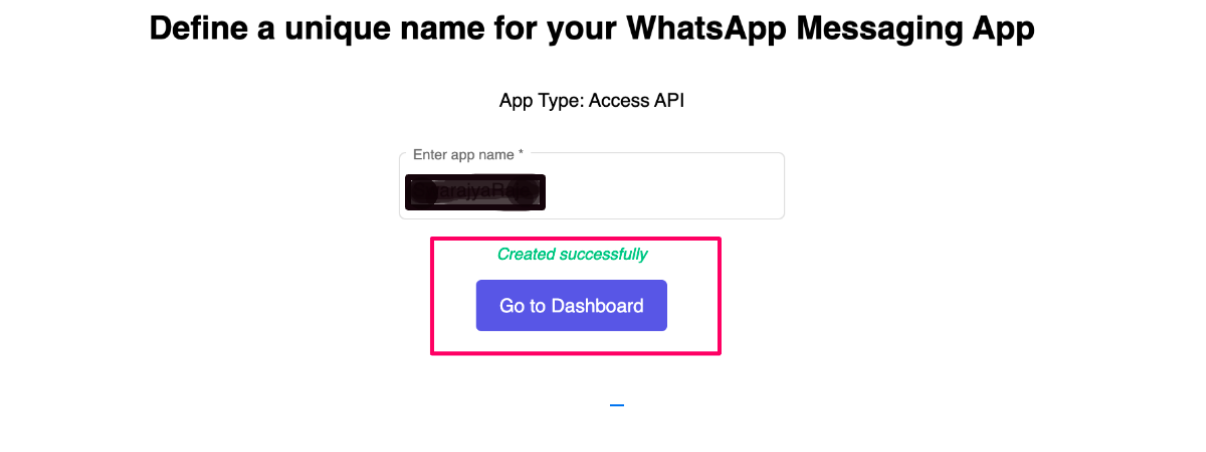 Define a unique name for your WhatsApp Messaging App
App Type: Access API
Enter app name *
Created successfully
Go to Dashboard